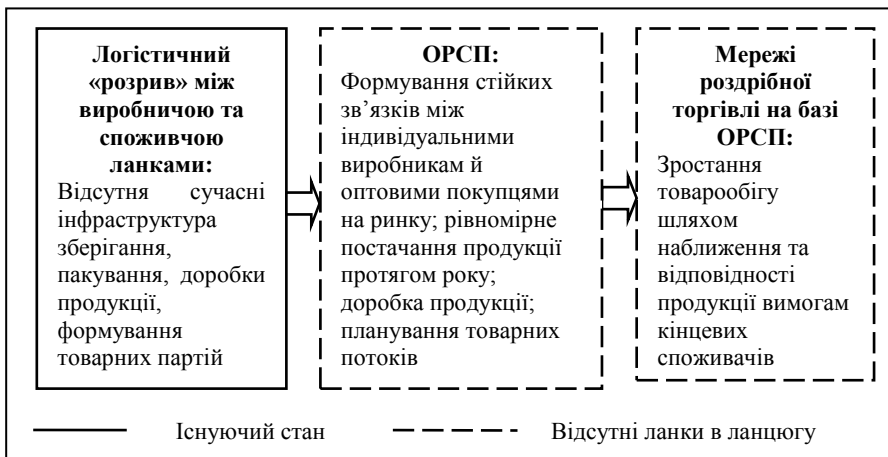 Логістичний
«розрив» між
виробничою та
споживчою
ланками:
Відсутня сучасні
інфраструктура
зберігання,
пакування, доробки
продукції,
формування
товарних партій
ОРСП:
Формування стійких
зв’язків між
індивідуальними
виробникам й
оптовими покупцями
на ринку; рівномірне
постачання продукції
протягом року;
доробка продукції;
планування товарних
потоків
Мережі
роздрібної
торгівлі на базі
ОРСП:
Зростання
товарообігу
шляхом
наближення та
відповідності
продукції вимогам
кінцевих
споживачів
Існуючий стан
Відсутні ланки в ланцюгу